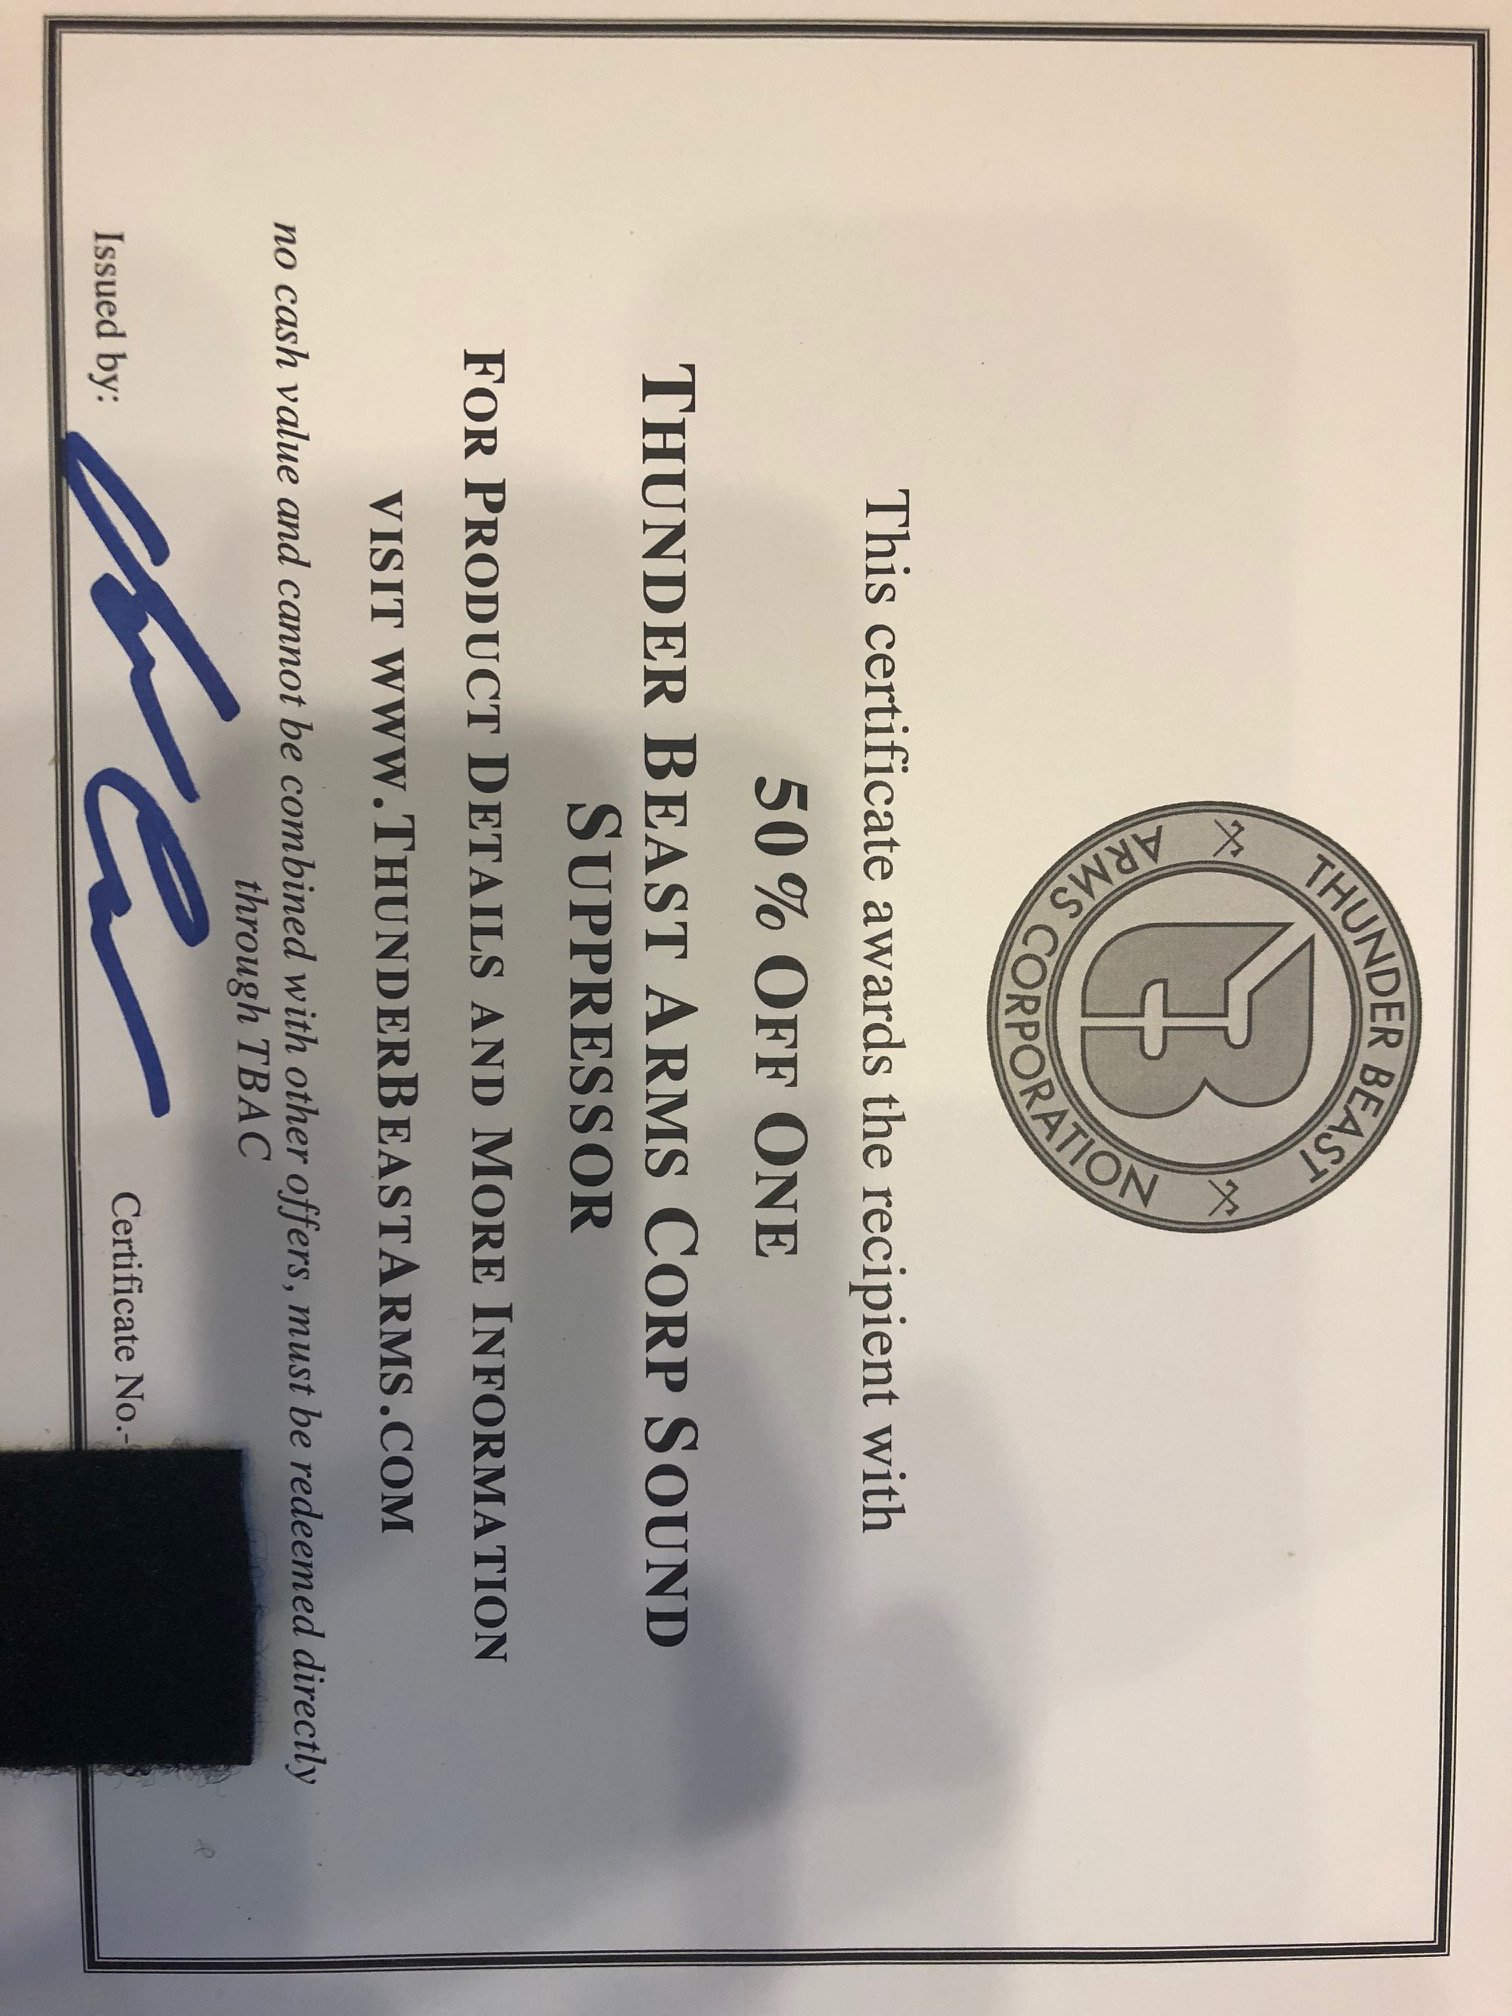 THUNDER BEAST
ARMS CORPORATION
This certificate awards the recipient with
50% OFF ONE
THUNDER BEAST ARMS CORP SOUND
SUPPRESSOR
FOR PRODUCT DETAILS AND MORE INFORMATION
VISIT WWW.THUNDERBEASTARMS.COM
no cash value and cannot be combined with other offers, must be redeemed directly
through TBAC
Issued by:
Certificate No.-